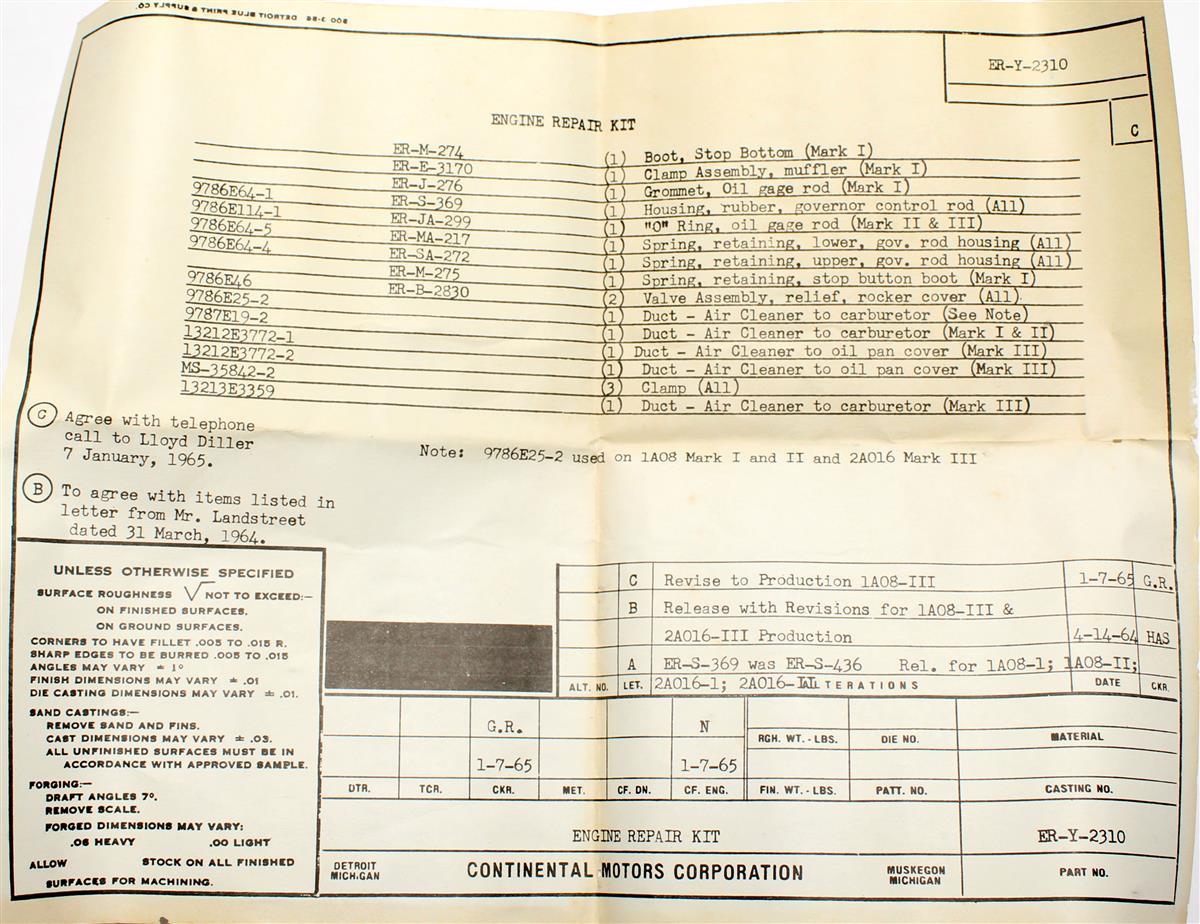 800 3-56 DETROIT BLUE PRINT & SUPPLY CO.
ER-Y-2310
C
ENGINE REPAIR KIT
ER-M-274 (1) Boot, Stop Bottom (Mark I)
ER-E-3170 (1) Clamp Assembly, muffler (Mark I)
ER-J-276 (1) Grommet, Oil gage rod (Mark I)
9786E64-1 ER-S-369 (1) Housing, rubber, governor control rod (All)
9786E114-1 ER-JA-299 (1) "O" Ring, oil gage rod (Mark II & III)
9786E64-5 ER-MA-217 (1) Spring, retaining, lower, gov. rod housing (All)
9786E64-4 ER-SA-272 (1) Spring, retaining, upper, gov. rod housing (All)
ER-M-275 (1) Spring, retaining, stop button boot (Mark I)
9786E46 ER-B-2830 (2) Valve Assembly, relief, rocker cover (All).
9786E25-2 (1) Duct - Air Cleaner to carburetor (See Note)
9787E19-2 (1) Duct - Air Cleaner to carburetor (Mark I & II)
13212E3772-1 (1) Duct - Air Cleaner to oil pan cover (Mark III)
13212E3772-2 (1) Duct - Air Cleaner to oil pan cover (Mark III)
MS-35842-2 (3) Clamp (All)
13213E3359 (1) Duct - Air Cleaner to carburetor (Mark III)
C Agree with telephone
call to Lloyd Diller
7 January, 1965.
Note: 9786E25-2 used on 1A08 Mark I and II and 2A016 Mark III
B To agree with items listed in
letter from Mr. Landstreet
dated 31 March, 1964.
UNLESS OTHERWISE SPECIFIED
SURFACE ROUGHNESS √ NOT TO EXCEED:-
ON FINISHED SURFACES.
ON GROUND SURFACES.
CORNERS TO HAVE FILLET .005 TO .015 R.
SHARP EDGES TO BE BURRED .005 TO .015
ANGLES MAY VARY ± 1°
FINISH DIMENSIONS MAY VARY ± .01
DIE CASTING DIMENSIONS MAY VARY ± .01.
SAND CASTINGS:-
REMOVE SAND AND FINS.
CAST DIMENSIONS MAY VARY ± .03.
ALL UNFINISHED SURFACES MUST BE IN
ACCORDANCE WITH APPROVED SAMPLE.
FORGING:-
DRAFT ANGLES 7°.
REMOVE SCALE.
FORGED DIMENSIONS MAY VARY:
.06 HEAVY .00 LIGHT
ALLOW STOCK ON ALL FINISHED
SURFACES FOR MACHINING.
C Revise to Production 1A08-III 1-7-65 G.R.
B Release with Revisions for 1A08-III &
2A016-III Production 4-14-64 HAS
A ER-S-369 was ER-S-436 Rel. for 1A08-1; 1A08-II;
ALT. NO. LET. 2A016-1; 2A016-II ALTERATIONS DATE CKR.
G.R. N
1-7-65 1-7-65
DTR. TCR. CKR. MET. CF. DN. CF. ENG.
RGH. WT. - LBS. DIE NO. MATERIAL
FIN. WT. - LBS. PATT. NO. CASTING NO.
ENGINE REPAIR KIT ER-Y-2310
DETROIT
MICHIGAN
CONTINENTAL MOTORS CORPORATION
MUSKEGON
MICHIGAN
PART NO.